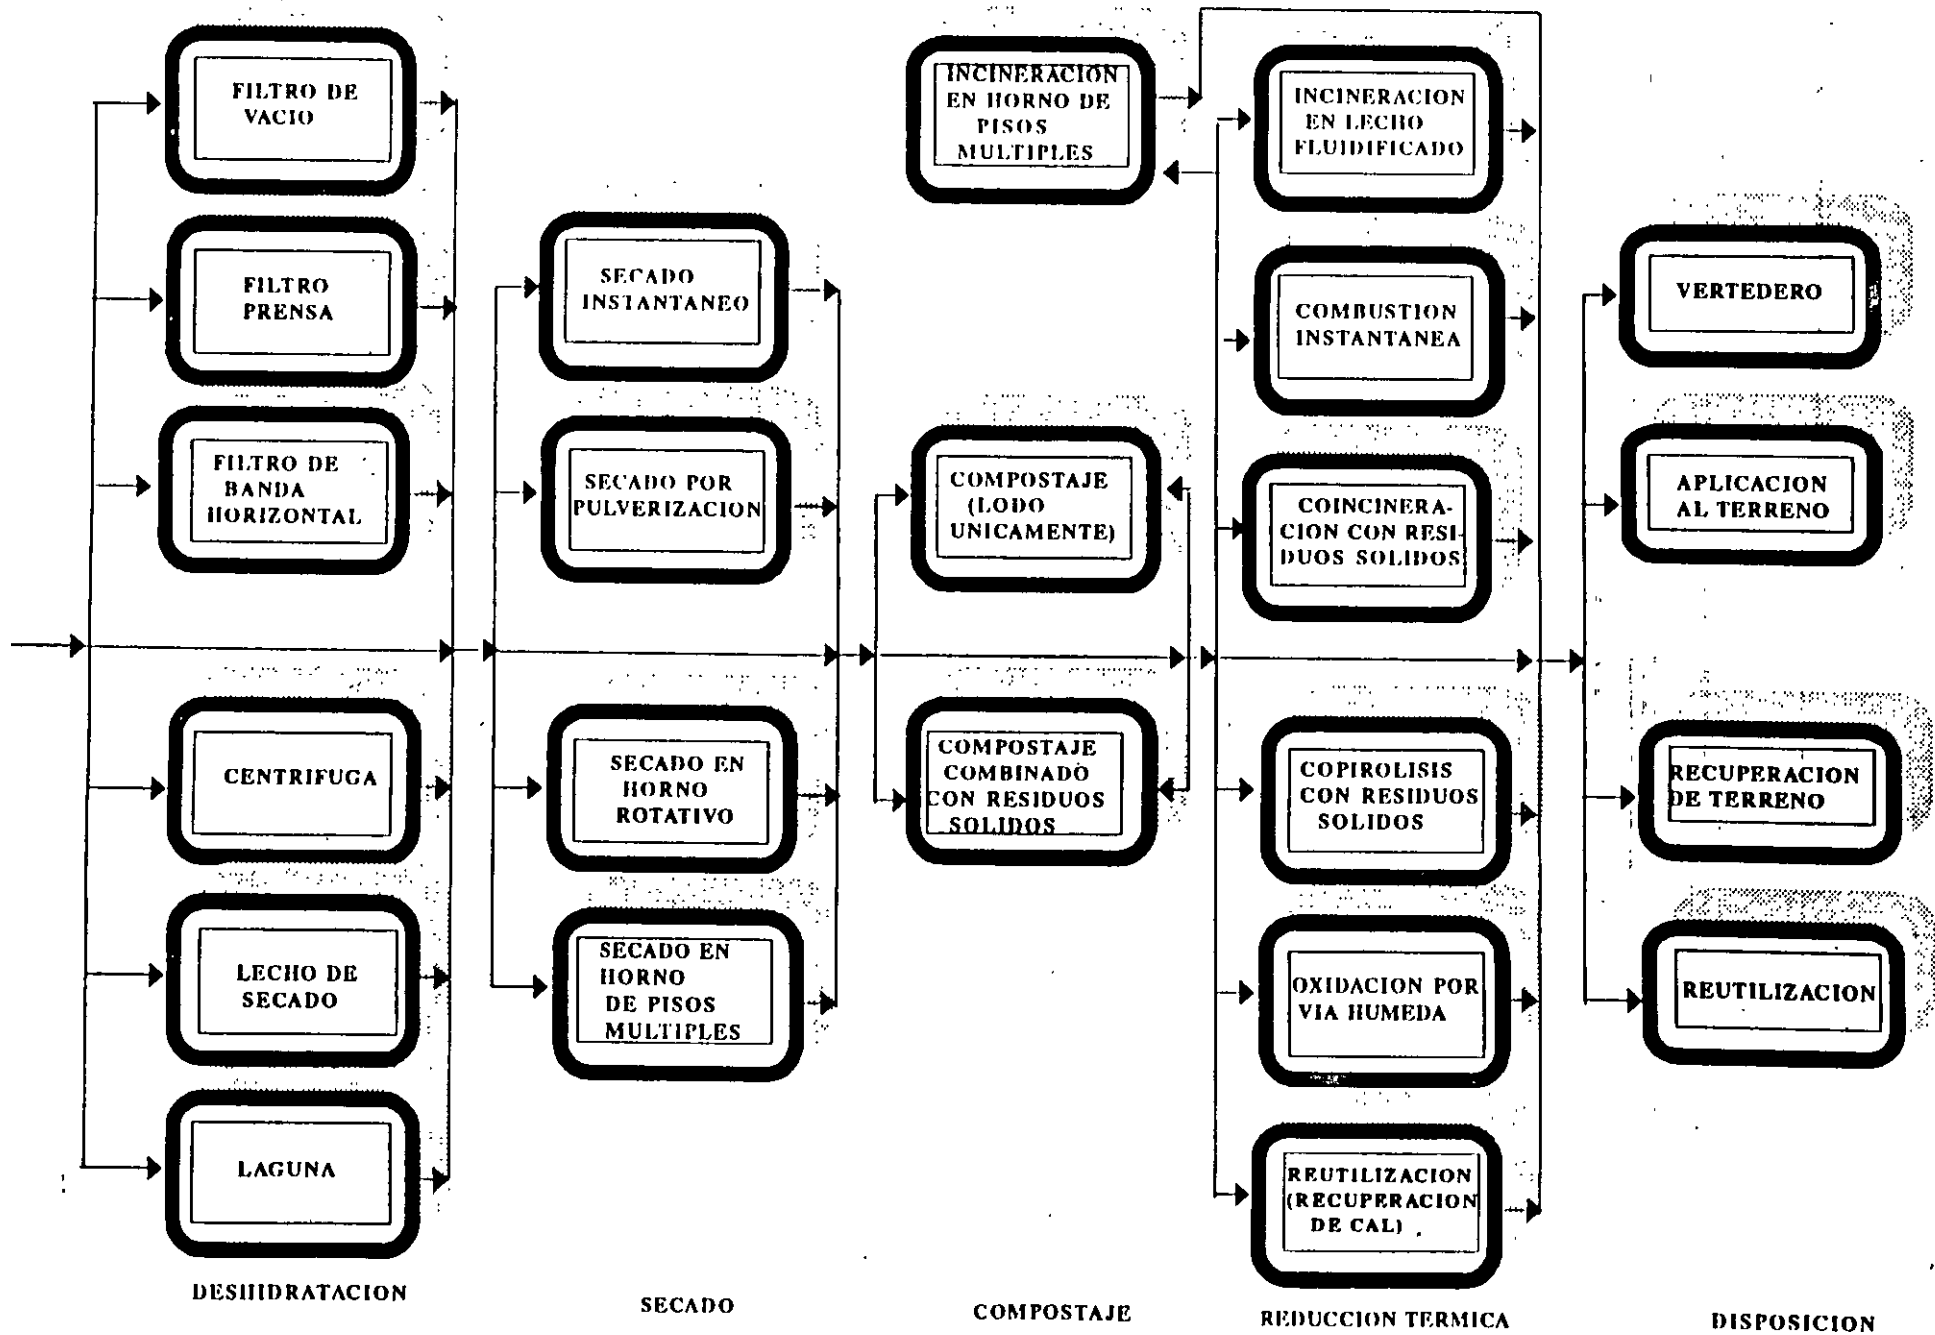 FILTRO DE
VACIO
FILTRO
PRENSA
FILTRO DE
BANDA
HORIZONTAL
CENTRIFUGA
LECHO DE
SECADO
LAGUNA
DESHIDRATACION
SECADO
INSTANTANEO
SECADO POR
PULVERIZACION
SECADO EN
HORNO
ROTATIVO
SECADO EN
HORNO
DE PISOS
MULTIPLES
SECADO
INCINERACION
EN HORNO DE
PISOS
MULTIPLES
COMPOSTAJE
(LODO
UNICAMENTE)
COMPOSTAJE
COMBINADO
CON RESIDUOS
SOLIDOS
COMPOSTAJE
INCINERACION
EN LECHO
FLUIDIFICADO
COMBUSTION
INSTANTANEA
COINCINERA-
CION CON RESI-
DUOS SOLIDOS
COPIROLISIS
CON RESIDUOS
SOLIDOS
OXIDACION POR
VIA HUMEDA
REUTILIZACION
(RECUPERACION
DE CAL)
REDUCCION TERMICA
VERTEDERO
APLICACION
AL TERRENO
RECUPERACION
DE TERRENO
REUTILIZACION
DISPOSICION